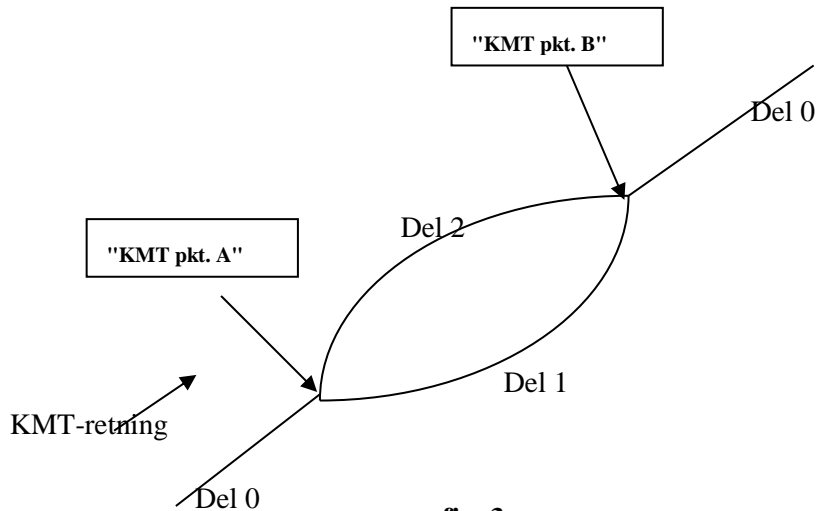 "KMT pkt. B"
Del 0
Del 2
"KMT pkt. A"
Del 1
KMT-retning
Del 0